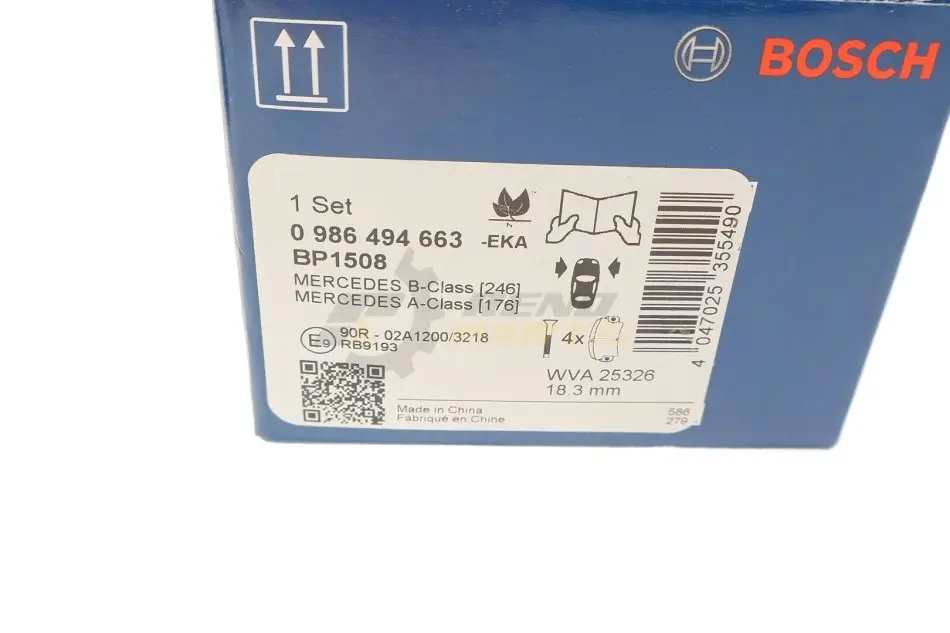 BOSCH
1 Set
0 986 494 663 -EKA
BP1508
MERCEDES B-Class [246]
MERCEDES A-Class [176]
E9 90R - 02A1200/3218
RB9193
4x
WVA 25326
18.3 mm
Made in China
Fabriqué en Chine
586
279
4 047025 355490